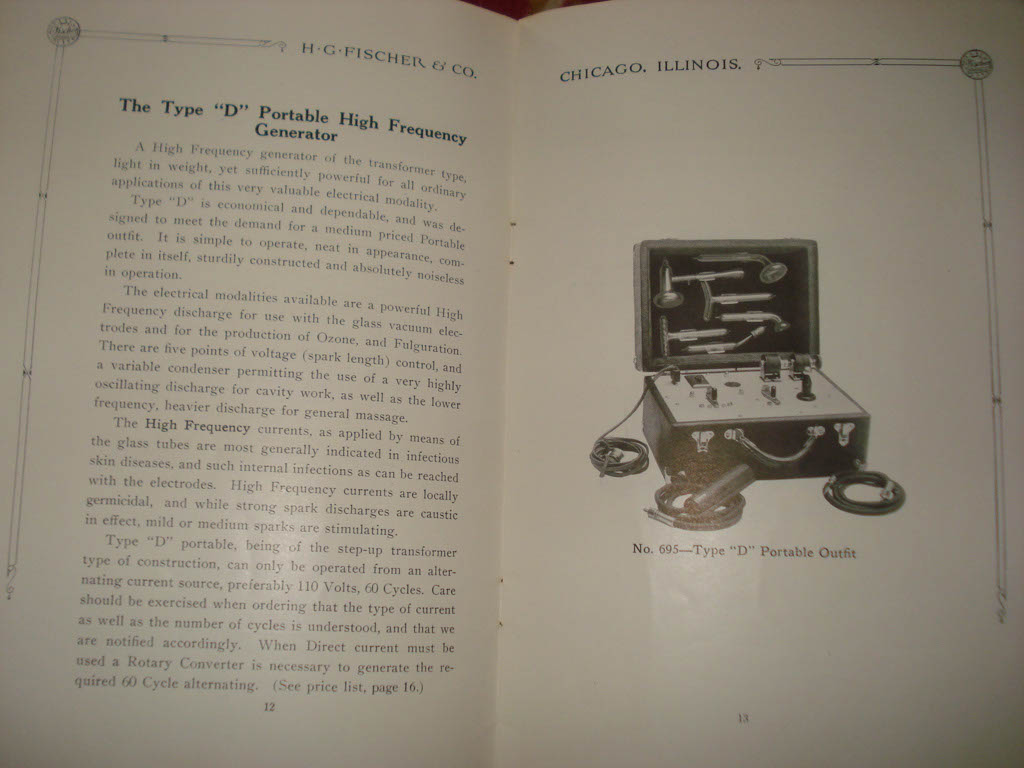 H·G·FISCHER & CO.
The Type “D” Portable High Frequency
Generator
A High Frequency generator of the transformer type,
light in weight, yet sufficiently powerful for all ordinary
applications of this very valuable electrical modality.
Type “D” is economical and dependable, and was de-
signed to meet the demand for a medium priced Portable
outfit. It is simple to operate, neat in appearance, com-
plete in itself, sturdily constructed and absolutely noiseless
in operation.
The electrical modalities available are a powerful High
Frequency discharge for use with the glass vacuum elec-
trodes and for the production of Ozone, and Fulguration.
There are five points of voltage (spark length) control, and
a variable condenser permitting the use of a very highly
oscillating discharge for cavity work, as well as the lower
frequency, heavier discharge for general massage.
The High Frequency currents, as applied by means of
the glass tubes are most generally indicated in infectious
skin diseases, and such internal infections as can be reached
with the electrodes. High Frequency currents are locally
germicidal, and while strong spark discharges are caustic
in effect, mild or medium sparks are stimulating.
Type “D” portable, being of the step-up transformer
type of construction, can only be operated from an alter-
nating current source, preferably 110 Volts, 60 Cycles. Care
should be exercised when ordering that the type of current
as well as the number of cycles is understood, and that we
are notified accordingly. When Direct current must be
used a Rotary Converter is necessary to generate the re-
quired 60 Cycle alternating. (See price list, page 16.)
12
CHICAGO. ILLINOIS.
No. 695—Type “D” Portable Outfit
13